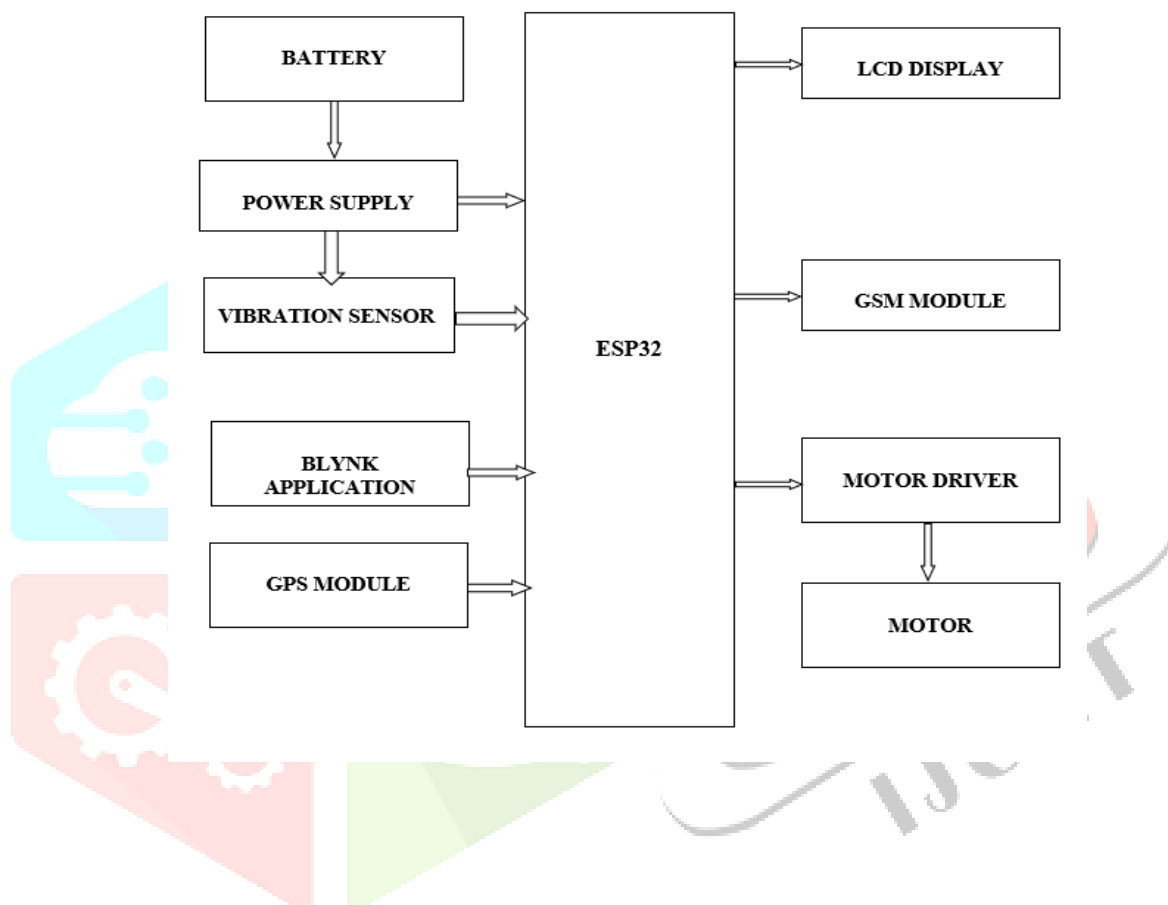 BATTERY
POWER SUPPLY
VIBRATION SENSOR
BLYNK
APPLICATION
GPS MODULE
ESP32
LCD DISPLAY
GSM MODULE
MOTOR DRIVER
MOTOR